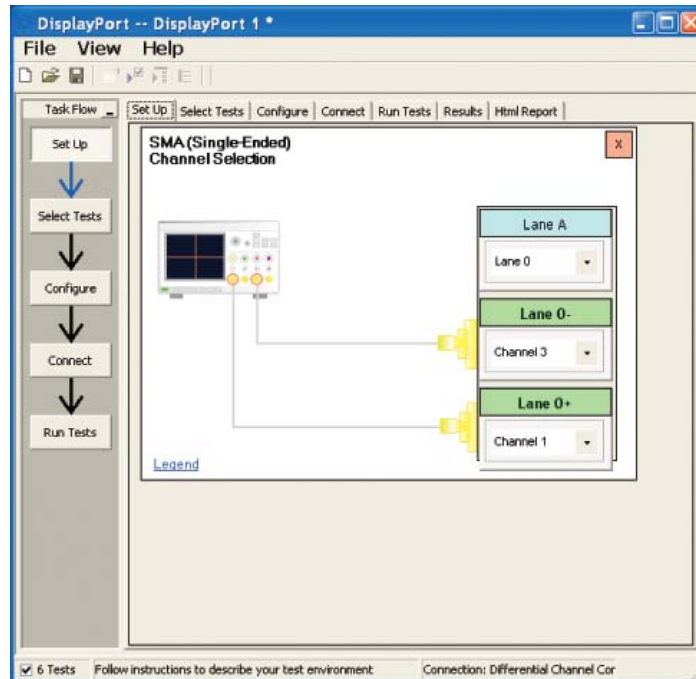 DisplayPort -- DisplayPort 1 *
File View Help
Task Flow
Set Up
Select Tests
Configure
Connect
Run Tests
Set Up Select Tests Configure Connect Run Tests Results Html Report
SMA (Single-Ended)
Channel Selection
X
Lane A
Lane 0
Lane 0-
Channel 3
Lane 0+
Channel 1
Legend
6 Tests Follow instructions to describe your test environment Connection: Differential Channel Cor